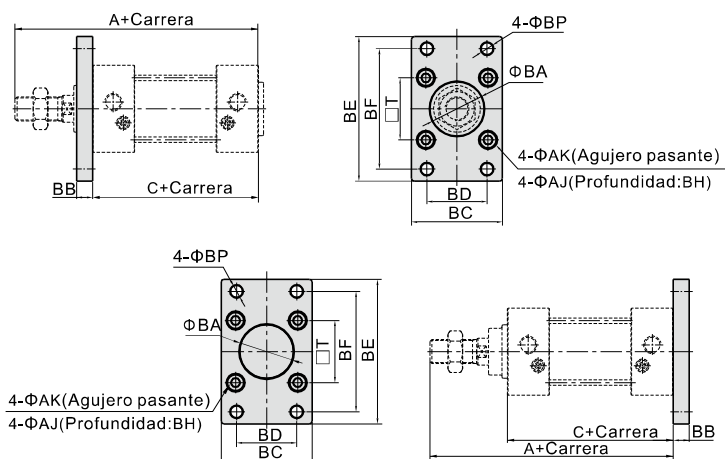 A+Carrera
BB
C+Carrera
4-ΦBP
ΦBA
BE
BF
□T
4-ΦAK(Agujero pasante)
4-ΦAJ(Profundidad:BH)
BD
BC
4-ΦBP
ΦBA
□T
BF
BE
4-ΦAK(Agujero pasante)
4-ΦAJ(Profundidad:BH)
BD
BC
C+Carrera
BB
A+Carrera